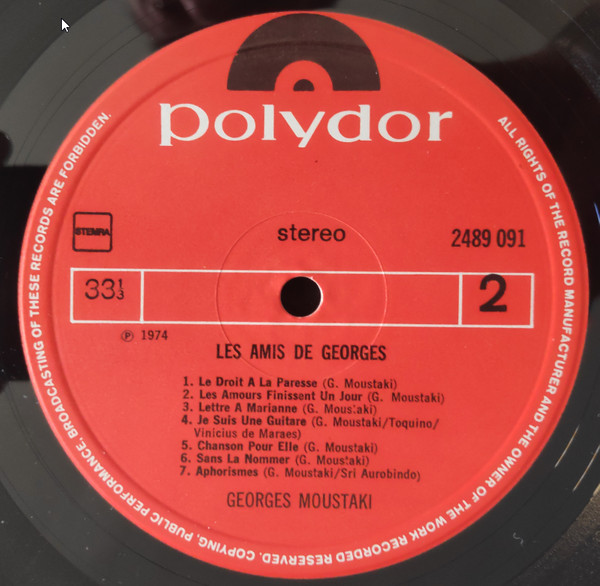 polydor
ALL RIGHTS OF THE RECORD MANUFACTURER AND THE OWNER OF THE WORK RECORDED RESERVED. COPYING, PUBLIC PERFORMANCE, BROADCASTING OF THESE RECORDS ARE FORBIDDEN.
STEMRA
stereo
2489 091
33⅓
2
℗ 1974
LES AMIS DE GEORGES
1. Le Droit A La Paresse (G. Moustaki)
2. Les Amours Finissent Un Jour (G. Moustaki)
3. Lettre A Marianne (G. Moustaki)
4. Je Suis Une Guitare (G. Moustaki/Toquino/
Vinicius de Maraes)
5. Chanson Pour Elle (G. Moustaki)
6. Sans La Nommer (G. Moustaki)
7. Aphorismes (G. Moustaki/Sri Aurobindo)
GEORGES MOUSTAKI